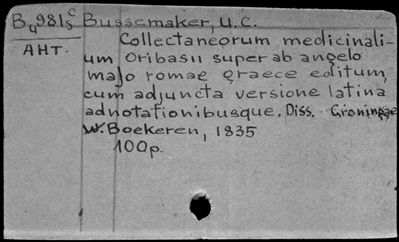 B4981s c Bussemaker, U.C.
AHT. Collectaneorum medicinali-
um Oribasii super ab angelo
majo romae graece editum,
cum adjuncta versione latina
adnotationibusque. Diss. Groningae
W. Boekeren, 1835
100p.